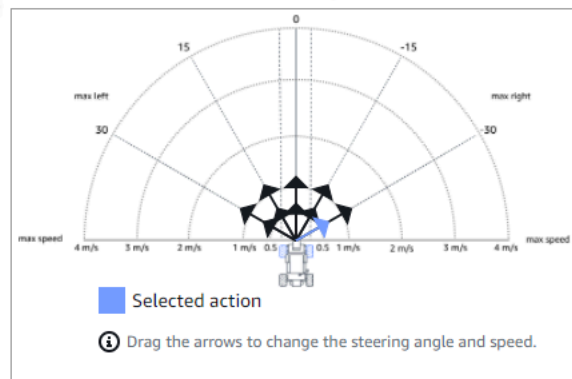 0
15 -15
max left max right
30 -30
max speed 4 m/s 3 m/s 2 m/s 1 m/s 0.5 0.5 1 m/s 2 m/s 3 m/s 4 m/s max speed
Selected action
Drag the arrows to change the steering angle and speed.